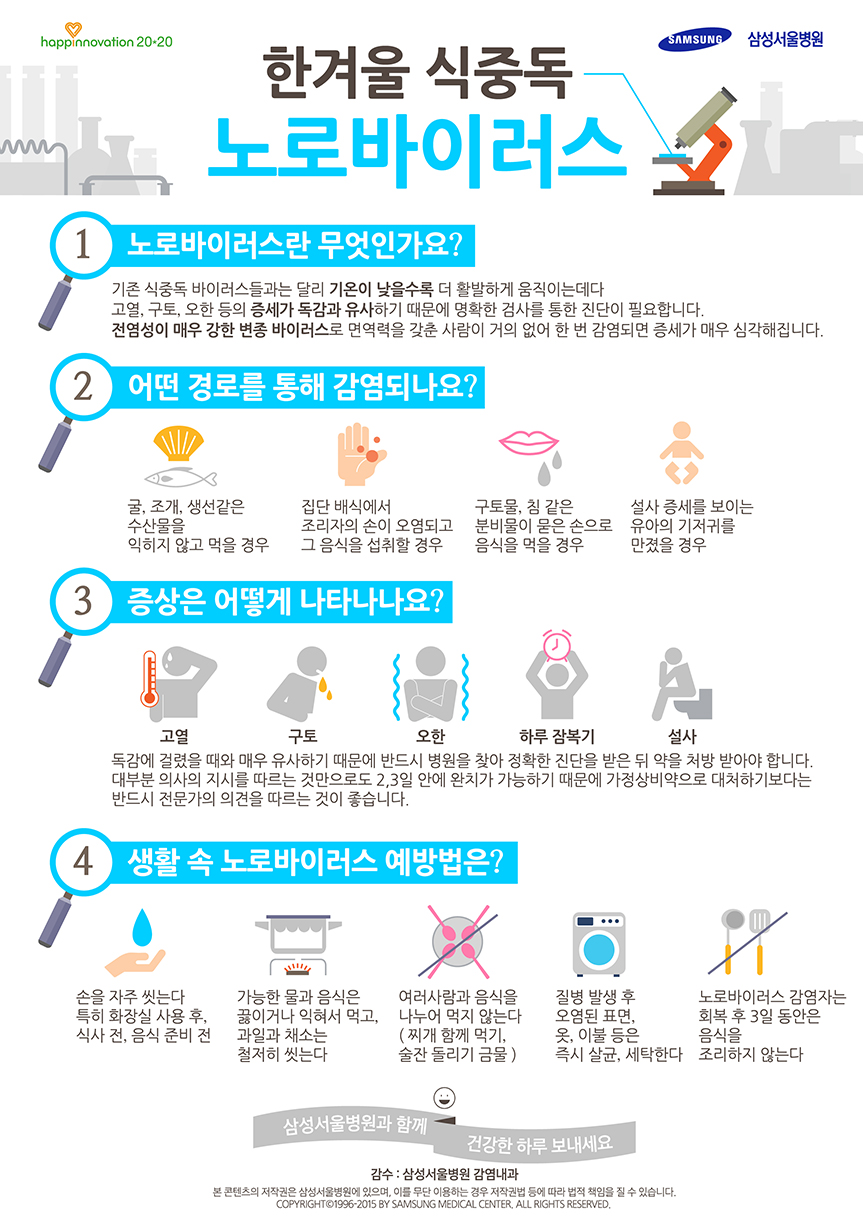 happinnovation 20•20
SAMSUNG 삼성서울병원
한겨울 식중독
노로바이러스
1 노로바이러스란 무엇인가요?
기존 식중독 바이러스들과는 달리 기온이 낮을수록 더 활발하게 움직이는데다
고열, 구토, 오한 등의 증세가 독감과 유사하기 때문에 명확한 검사를 통한 진단이 필요합니다.
전염성이 매우 강한 변종 바이러스로 면역력을 갖춘 사람이 거의 없어 한 번 감염되면 증세가 매우 심각해집니다.
2 어떤 경로를 통해 감염되나요?
굴, 조개, 생선같은
수산물을
익히지 않고 먹을 경우
집단 배식에서
조리자의 손이 오염되고
그 음식을 섭취할 경우
구토물, 침 같은
분비물이 묻은 손으로
음식을 먹을 경우
설사 증세를 보이는
유아의 기저귀를
만졌을 경우
3 증상은 어떻게 나타나나요?
고열
구토
오한
하루 잠복기
설사
독감에 걸렸을 때와 매우 유사하기 때문에 반드시 병원을 찾아 정확한 진단을 받은 뒤 약을 처방 받아야 합니다.
대부분 의사의 지시를 따르는 것만으로도 2,3일 안에 완치가 가능하기 때문에 가정상비약으로 대처하기보다는
반드시 전문가의 의견을 따르는 것이 좋습니다.
4 생활 속 노로바이러스 예방법은?
손을 자주 씻는다
특히 화장실 사용 후,
식사 전, 음식 준비 전
가능한 물과 음식은
끓이거나 익혀서 먹고,
과일과 채소는
철저히 씻는다
여러사람과 음식을
나누어 먹지 않는다
( 찌개 함께 먹기,
술잔 돌리기 금물 )
질병 발생 후
오염된 표면,
옷, 이불 등은
즉시 살균, 세탁한다
노로바이러스 감염자는
회복 후 3일 동안은
음식을
조리하지 않는다
삼성서울병원과 함께
건강한 하루 보내세요
감수 : 삼성서울병원 감염내과
본 콘텐츠의 저작권은 삼성서울병원에 있으며, 이를 무단 이용하는 경우 저작권법 등에 따라 법적 책임을 질 수 있습니다.
COPYRIGHT©1996-2015 BY SAMSUNG MEDICAL CENTER. ALL RIGHTS RESERVED.